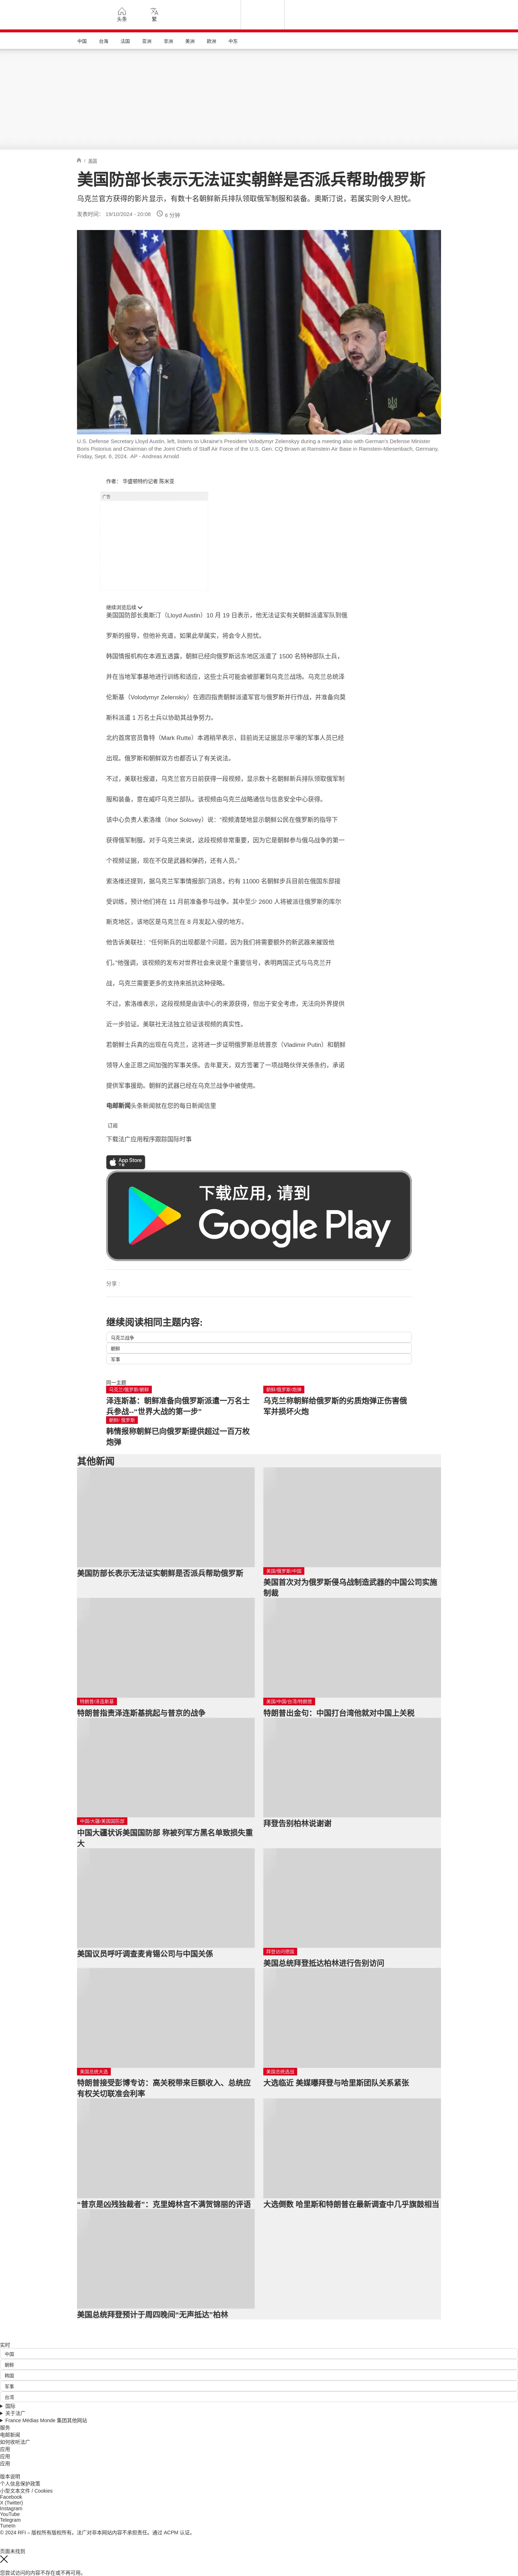 头条
繁
中国 台海 法国 亚洲 非洲 美洲 欧洲 中东
/ 美国
美国防部长表示无法证实朝鲜是否派兵帮助俄罗斯
乌克兰官方获得的影片显示，有数十名朝鲜新兵排队领取俄军制服和装备。奥斯汀说，若属实则令人担忧。
发表时间： 19/10/2024 - 20:08 6 分钟
U.S. Defense Secretary Lloyd Austin, left, listens to Ukraine's President Volodymyr Zelenskyy during a meeting also with German's Defense Minister
Boris Pistorius and Chairman of the Joint Chiefs of Staff Air Force of the U.S. Gen. CQ Brown at Ramstein Air Base in Ramstein-Miesenbach, Germany,
Friday, Sept. 6, 2024. AP - Andreas Arnold
作者： 华盛顿特约记者 陈米亚
广告
继续浏览后续
美国国防部长奥斯汀（Lloyd Austin）10 月 19 日表示，他无法证实有关朝鲜派遣军队到俄
罗斯的报导，但他补充道，如果此举属实，将会令人担忧。
韩国情报机构在本週五透露，朝鲜已经向俄罗斯远东地区派遣了 1500 名特种部队士兵，
并在当地军事基地进行训练和适应，这些士兵可能会被部署到乌克兰战场。乌克兰总统泽
伦斯基（Volodymyr Zelenskiy）在週四指责朝鲜派遣军官与俄罗斯并行作战，并准备向莫
斯科派遣 1 万名士兵以协助其战争努力。
北约首席官员鲁特（Mark Rutte）本週稍早表示，目前尚无证据显示平壤的军事人员已经
出现。俄罗斯和朝鲜双方也都否认了有关说法。
不过，美联社报道，乌克兰官方日前获得一段视频，显示数十名朝鲜新兵排队领取俄军制
服和装备，意在威吓乌克兰部队。该视频由乌克兰战略通信与信息安全中心获得。
该中心负责人索洛维（Ihor Solovey）说：“视频清楚地显示朝鲜公民在俄罗斯的指导下
获得俄军制服。对于乌克兰来说，这段视频非常重要，因为它是朝鲜参与俄乌战争的第一
个视频证据，现在不仅是武器和弹药，还有人员。”
索洛维还提到，据乌克兰军事情报部门消息，约有 11000 名朝鲜步兵目前在俄国东部接
受训练，预计他们将在 11 月前准备参与战争。其中至少 2600 人将被派往俄罗斯的库尔
斯克地区，该地区是乌克兰在 8 月发起入侵的地方。
他告诉美联社：“任何新兵的出现都是个问题，因为我们将需要额外的新武器来摧毁他
们。”他强调，该视频的发布对世界社会来说是个重要信号，表明两国正式与乌克兰开
战，乌克兰需要更多的支持来抵抗这种侵略。
不过，索洛维表示，这段视频是由该中心的来源获得，但出于安全考虑，无法向外界提供
近一步验证。美联社无法独立验证该视频的真实性。
若朝鲜士兵真的出现在乌克兰，这将进一步证明俄罗斯总统普京（Vladimir Putin）和朝鲜
领导人金正恩之间加强的军事关係。去年夏天，双方签署了一项战略伙伴关係条约，承诺
提供军事援助。朝鲜的武器已经在乌克兰战争中被使用。
电邮新闻头条新闻就在您的每日新闻信里
订阅
下载法广应用程序跟踪国际时事
App Store
下载应用，请到
Google Play
分享 :
继续阅读相同主题内容:
乌克兰战争
朝鲜
军事
同一主题
乌克兰/俄罗斯/朝鲜
泽连斯基：朝鲜准备向俄罗斯派遣一万名士
兵参战--“世界大战的第一步”
朝鲜/俄罗斯/炮弹
乌克兰称朝鲜给俄罗斯的劣质炮弹正伤害俄
军并损坏火炮
朝鲜/ 俄罗斯
韩情报称朝鲜已向俄罗斯提供超过一百万枚
炮弹
其他新闻
美国防部长表示无法证实朝鲜是否派兵帮助俄罗斯
美国/俄罗斯/中国
美国首次对为俄罗斯侵乌战制造武器的中国公司实施
制裁
特朗普/泽连斯基
特朗普指责泽连斯基挑起与普京的战争
美国/中国/台湾/特朗普
特朗普出金句：中国打台湾他就对中国上关税
中国/大疆/美国国防部
中国大疆状诉美国国防部 称被列军方黑名单致损失重
大
拜登告别柏林说谢谢
美国议员呼吁调查麦肯锡公司与中国关係
拜登访问德国
美国总统拜登抵达柏林进行告别访问
美国总统大选
特朗普接受彭博专访：高关税带来巨额收入、总统应
有权关切联准会利率
美国总统选战
大选临近 美媒曝拜登与哈里斯团队关系紧张
“普京是凶残独裁者”：克里姆林宫不满贺锦丽的评语
大选倒数 哈里斯和特朗普在最新调查中几乎旗鼓相当
美国总统拜登预计于周四晚间“无声抵达”柏林
实时
中国
朝鲜
韩国
军事
台湾
国际
关于法广
France Médias Monde 集团其他网站
服务
电邮新闻
如何收听法广
应用
应用
应用
版本说明
个人信息保护政策
小型文本文件 / Cookies
Facebook
X (Twitter)
Instagram
YouTube
Telegram
TuneIn
© 2024 RFI – 版权所有版权所有。法广对非本网站内容不承担责任。通过 ACPM 认证。
页面未找到
您尝试访问的内容不存在或不再可用。